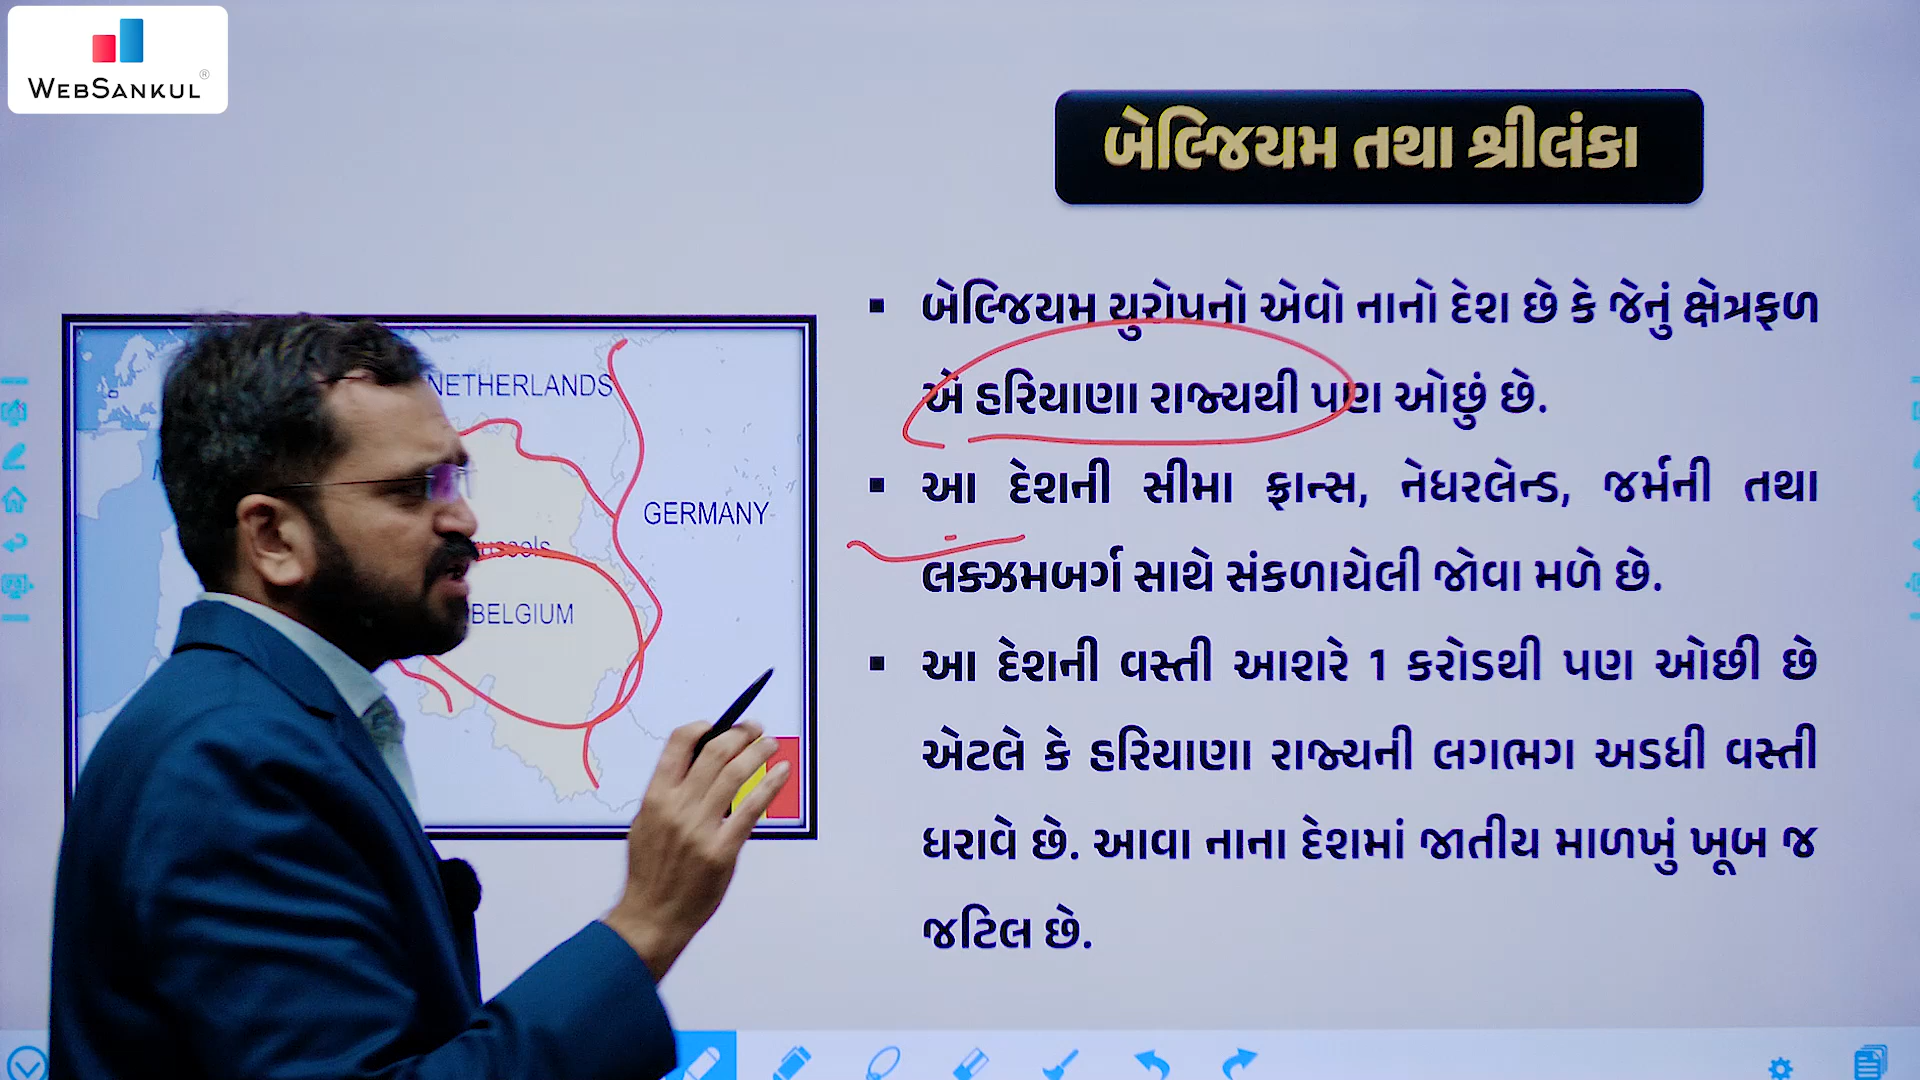 WEBSANKUL®
બેલ્જિયમ તથા શ્રીલંકા
બેલ્જિયમ યુરોપનો એવો નાનો દેશ છે કે જેનું ક્ષેત્રફળ
એ હરિયાણા રાજ્યથી પણ ઓછું છે.
આ દેશની સીમા ફ્રાન્સ, નેધરલેન્ડ, જર્મની તથા
લક્ઝમબર્ગ સાથે સંકળાયેલી જોવા મળે છે.
આ દેશની વસ્તી આશરે 1 કરોડથી પણ ઓછી છે
એટલે કે હરિયાણા રાજ્યની લગભગ અડધી વસ્તી
ધરાવે છે. આવા નાના દેશમાં જાતીય માળખું ખૂબ જ
જટિલ છે.
NETHERLANDS
GERMANY
BELGIUM